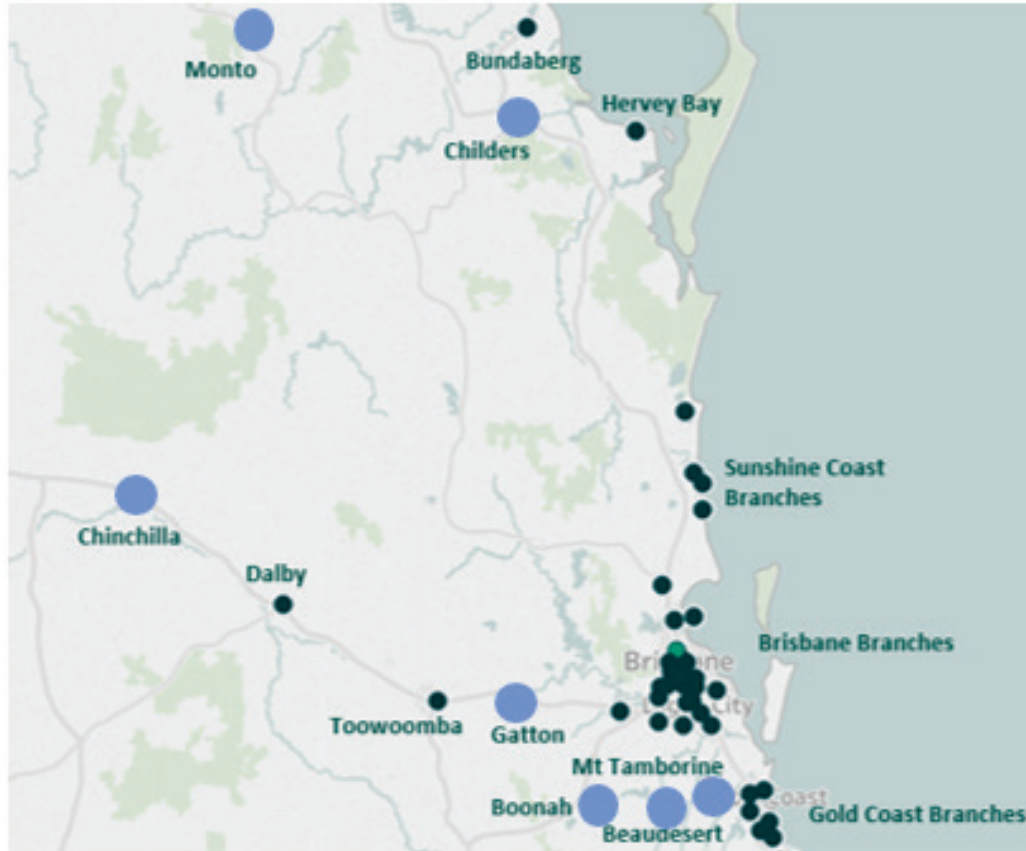 Bundaberg
Monto
Hervey Bay
Childers
Sunshine Coast
Branches
Chinchilla
Dalby
Brisbane Branches
Toowoomba
Gatton
Mt Tamborine
Boonah
Gold Coast Branches
Beaudesert